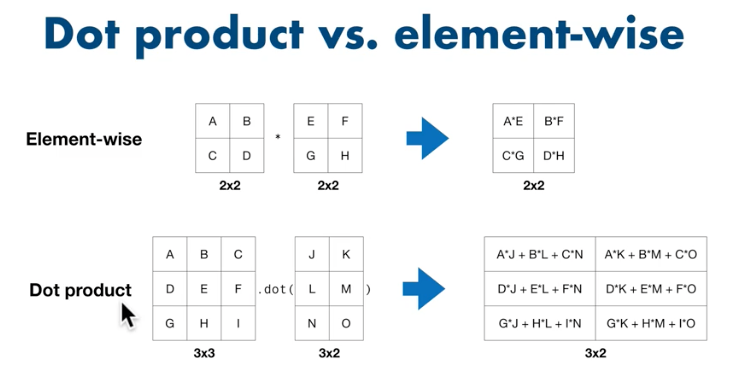 Dot product vs. element-wise
A B E F A*E B*F
Element-wise *
C D G H C*G D*H
2x2 2x2 2x2
A B C J K A*J + B*L + C*N A*K + B*M + C*O
Dot product D E F .dot( L M ) D*J + E*L + F*N D*K + E*M + F*O
G H I N O G*J + H*L + I*N G*K + H*M + I*O
3x3 3x2 3x2